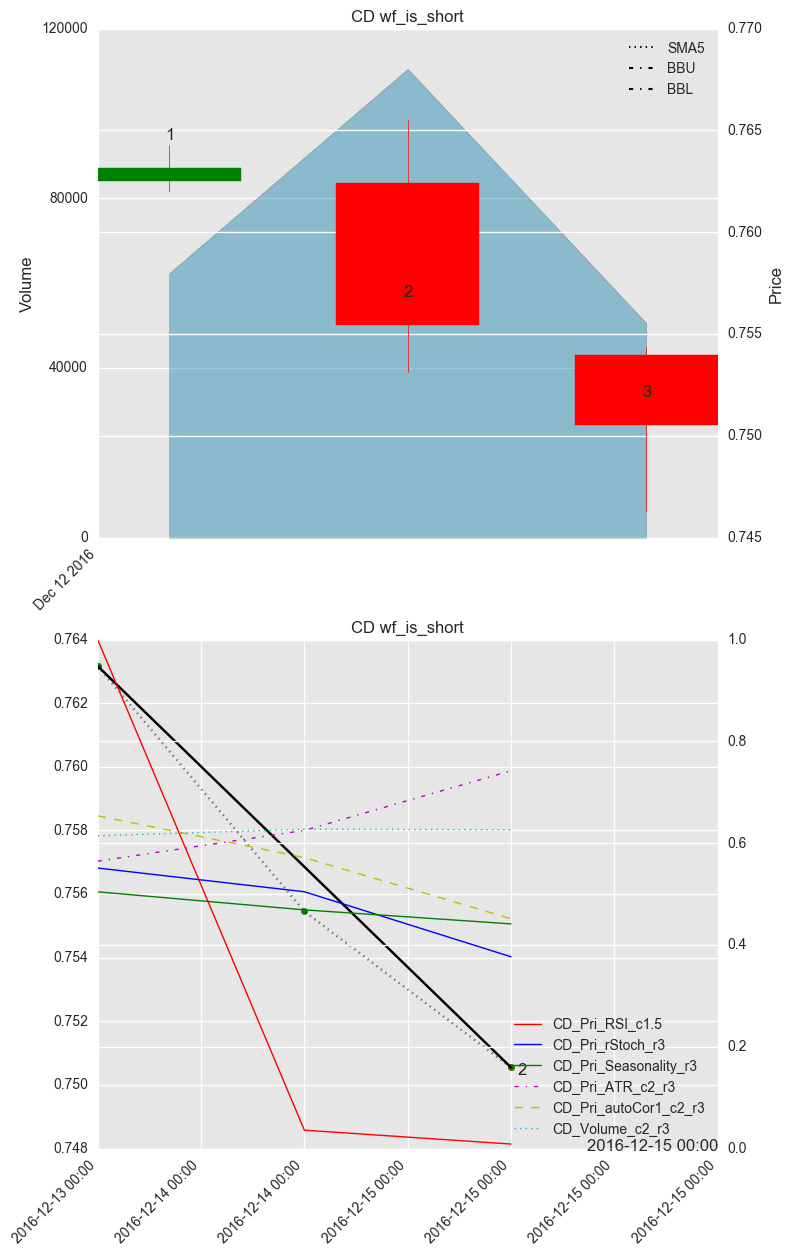 CD wf_is_short
120000
80000
40000
0
Volume
0.770
0.765
0.760
0.755
0.750
0.745
Price
SMA5
BBU
BBL
1
2
3
Dec 12 2016
CD wf_is_short
0.764
0.762
0.760
0.758
0.756
0.754
0.752
0.750
0.748
1.0
0.8
0.6
0.4
0.2
0.0
2
CD_Pri_RSI_c1.5
CD_Pri_rStoch_r3
CD_Pri_Seasonality_r3
CD_Pri_ATR_c2_r3
CD_Pri_autoCor1_c2_r3
CD_Volume_c2_r3
2016-12-15 00:00
2016-12-13 00:00
2016-12-14 00:00
2016-12-14 00:00
2016-12-15 00:00
2016-12-15 00:00
2016-12-15 00:00
2016-12-15 00:00